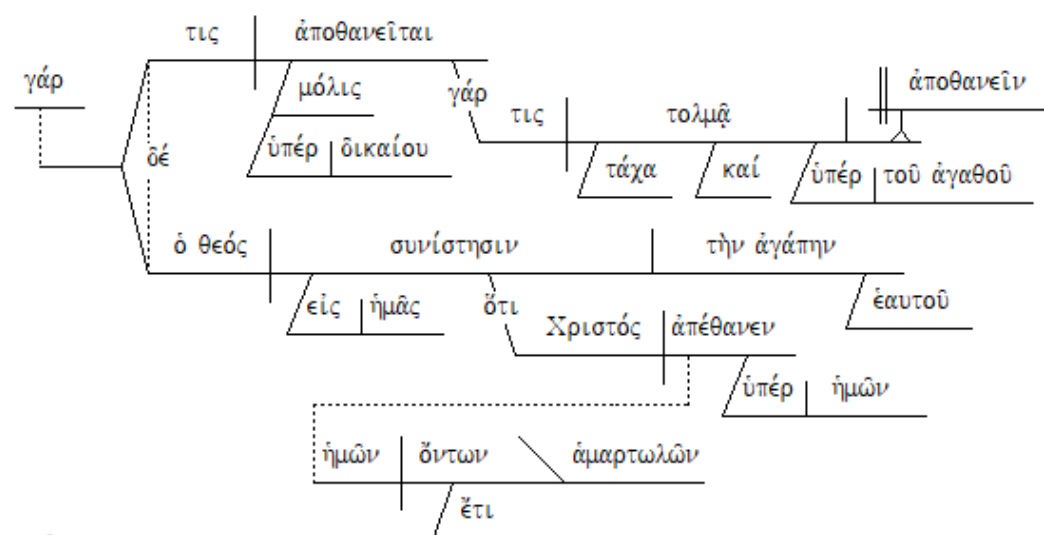 τις ἀποθανεῖται
γάρ
μόλις
γάρ
ἀποθανεῖν
τις τολμᾷ
ὑπέρ δικαίου
δέ
τάχα καί ὑπέρ τοῦ ἀγαθοῦ
ὁ θεός συνίστησιν τὴν ἀγάπην
εἰς ἡμᾶς
ὅτι
ἑαυτοῦ
Χριστός ἀπέθανεν
ὑπέρ ἡμῶν
ἡμῶν ὄντων ἁμαρτωλῶν
ἔτι